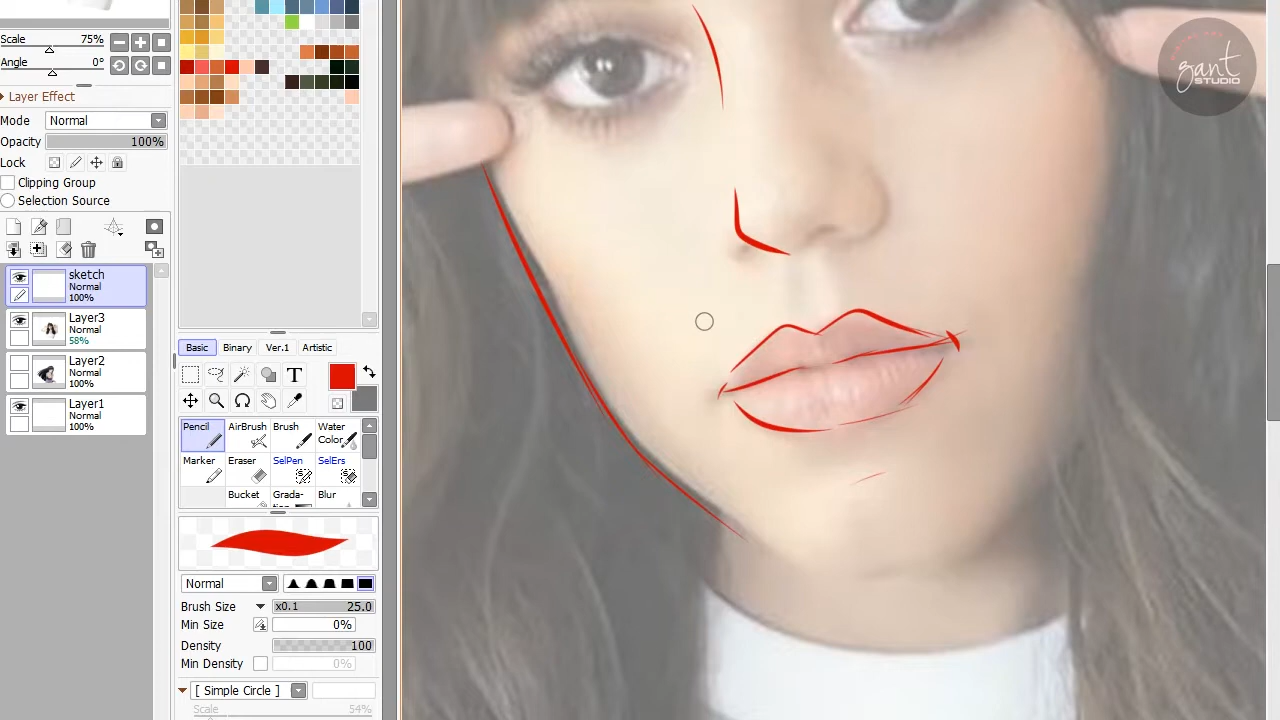 Scale 75%
Angle 0°
Layer Effect
Mode Normal
Opacity 100%
Lock
Clipping Group
Selection Source
sketch
Normal
100%
Layer3
Normal
58%
Layer2
Normal
100%
Layer1
Normal
100%
Basic Binary Ver.1 Artistic
T
Pencil AirBrush Brush Water Color
Marker Eraser SelPen SelErs
Bucket Grada-tion Blur
Normal
Brush Size x0.1 25.0
Min Size 0%
Density 100
Min Density 0%
[ Simple Circle ]
Scale 54%
gant
STUDIO